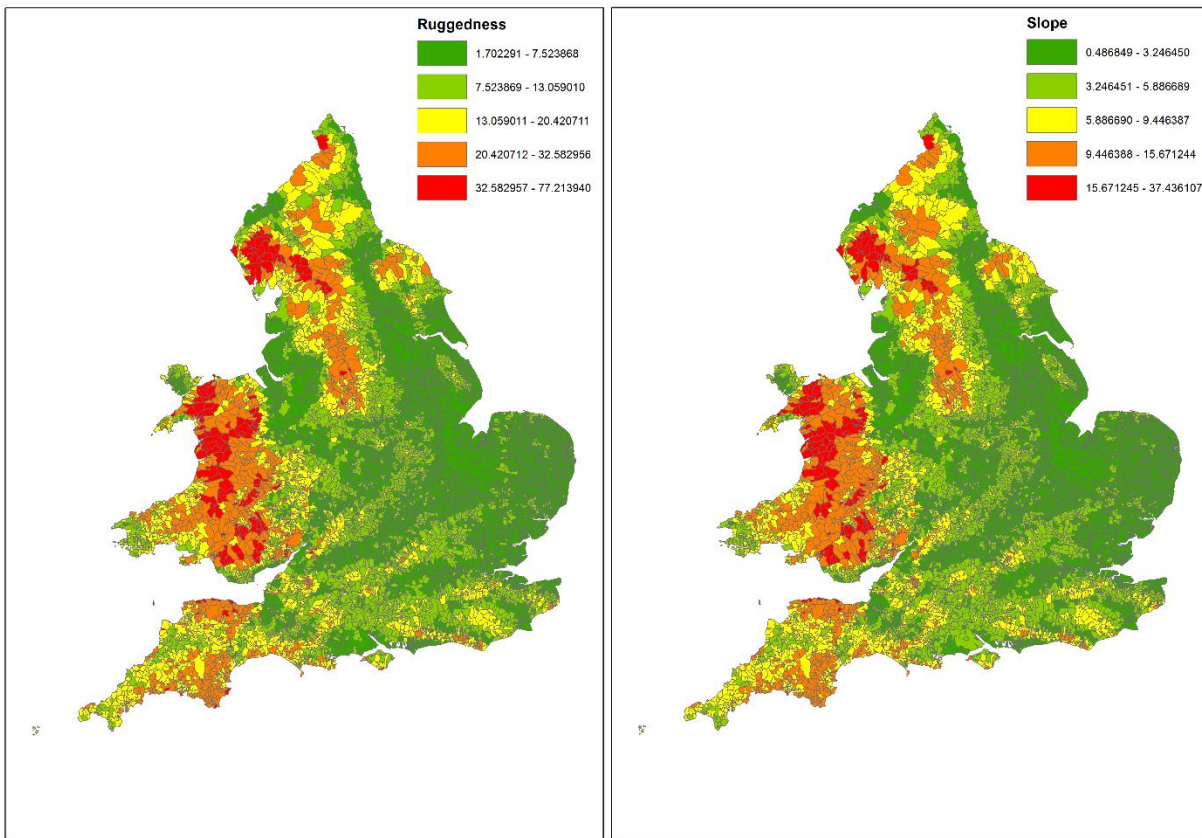 Ruggedness
1.702291 - 7.523868
7.523869 - 13.059010
13.059011 - 20.420711
20.420712 - 32.582956
32.582957 - 77.213940
Slope
0.486849 - 3.246450
3.246451 - 5.886689
5.886690 - 9.446387
9.446388 - 15.671244
15.671245 - 37.436107